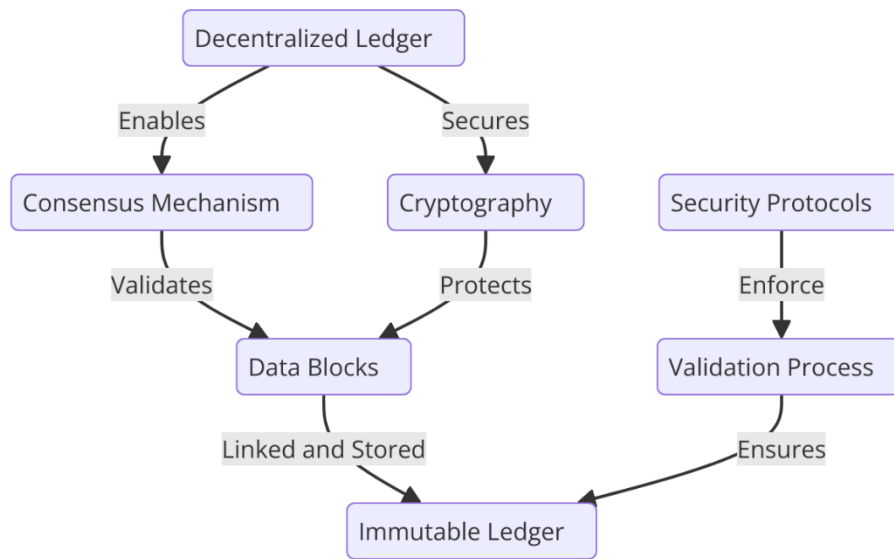 Decentralized Ledger
Enables
Secures
Consensus Mechanism
Cryptography
Security Protocols
Validates
Protects
Enforce
Data Blocks
Validation Process
Linked and Stored
Ensures
Immutable Ledger